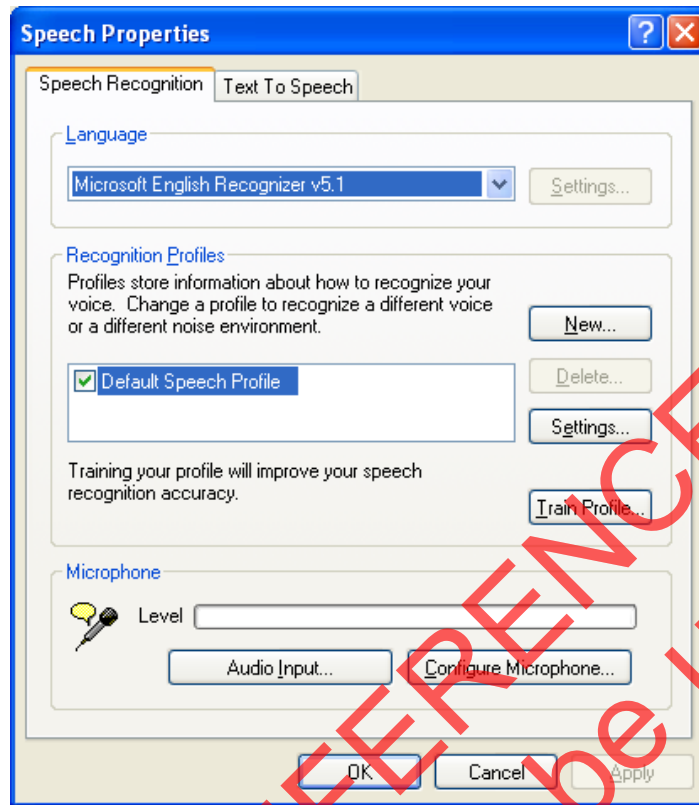 Speech Properties
Speech Recognition Text To Speech
Language
Microsoft English Recognizer v5.1 Settings...
Recognition Profiles
Profiles store information about how to recognize your
voice. Change a profile to recognize a different voice
or a different noise environment.
New...
Default Speech Profile
Delete...
Settings...
Training your profile will improve your speech
recognition accuracy.
Train Profile...
Microphone
Level
Audio Input... Configure Microphone...
OK Cancel Apply
be